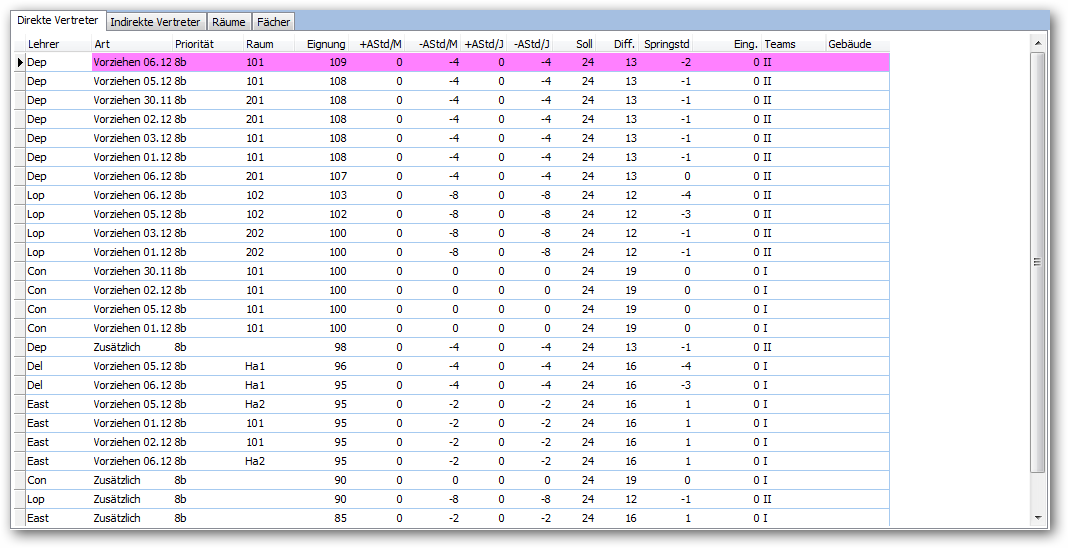 Direkte Vertreter Indirekte Vertreter Räume Fächer
Lehrer Art Priorität Raum Eignung +AStd/M -AStd/M +AStd/J -AStd/J Soll Diff. Springstd Eing. Teams Gebäude
Dep Vorziehen 06.12 8b 101 109 0 -4 0 -4 24 13 -2 0 II
Dep Vorziehen 05.12 8b 101 108 0 -4 0 -4 24 13 -1 0 II
Dep Vorziehen 30.11 8b 201 108 0 -4 0 -4 24 13 -1 0 II
Dep Vorziehen 02.12 8b 201 108 0 -4 0 -4 24 13 -1 0 II
Dep Vorziehen 03.12 8b 101 108 0 -4 0 -4 24 13 -1 0 II
Dep Vorziehen 01.12 8b 101 108 0 -4 0 -4 24 13 -1 0 II
Dep Vorziehen 06.12 8b 201 107 0 -4 0 -4 24 13 0 0 II
Lop Vorziehen 06.12 8b 102 103 0 -8 0 -8 24 12 -4 0 II
Lop Vorziehen 05.12 8b 102 102 0 -8 0 -8 24 12 -3 0 II
Lop Vorziehen 03.12 8b 202 100 0 -8 0 -8 24 12 -1 0 II
Lop Vorziehen 01.12 8b 202 100 0 -8 0 -8 24 12 -1 0 II
Con Vorziehen 30.11 8b 101 100 0 0 0 0 24 19 0 0 I
Con Vorziehen 02.12 8b 101 100 0 0 0 0 24 19 0 0 I
Con Vorziehen 05.12 8b 101 100 0 0 0 0 24 19 0 0 I
Con Vorziehen 01.12 8b 101 100 0 0 0 0 24 19 0 0 I
Dep Zusätzlich 8b 98 0 -4 0 -4 24 13 -1 0 II
Del Vorziehen 05.12 8b Ha1 96 0 -4 0 -4 24 16 -4 0 I
Del Vorziehen 06.12 8b Ha1 95 0 -4 0 -4 24 16 -3 0 I
East Vorziehen 05.12 8b Ha2 95 0 -2 0 -2 24 16 1 0 I
East Vorziehen 01.12 8b 101 95 0 -2 0 -2 24 16 1 0 I
East Vorziehen 02.12 8b 101 95 0 -2 0 -2 24 16 1 0 I
East Vorziehen 06.12 8b Ha2 95 0 -2 0 -2 24 16 1 0 I
Con Zusätzlich 8b 90 0 0 0 0 24 19 0 0 I
Lop Zusätzlich 8b 90 0 -8 0 -8 24 12 -1 0 II
East Zusätzlich 8b 85 0 -2 0 -2 24 16 1 0 I